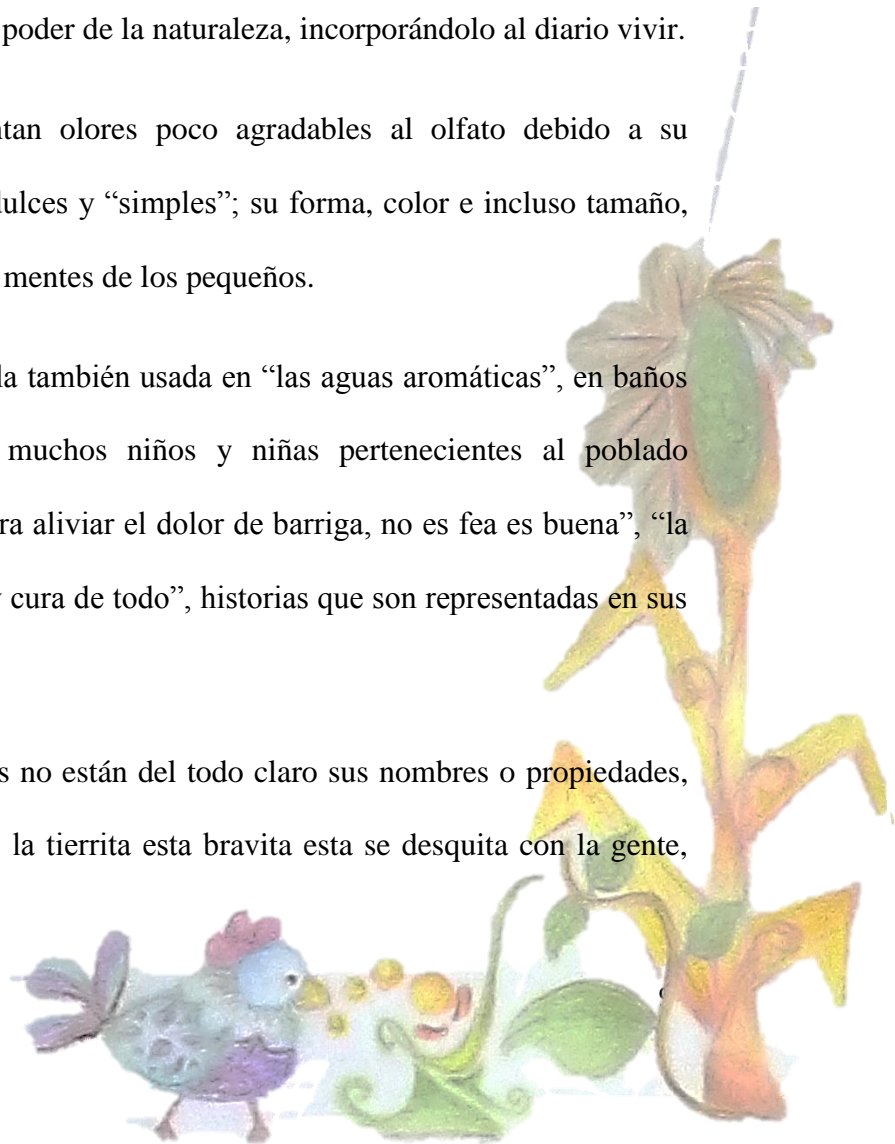 poder de la naturaleza, incorporándolo al diario vivir.
ntan olores poco agradables al olfato debido a su
dulces y “simples”; su forma, color e incluso tamaño,
mentes de los pequeños.
la también usada en “las aguas aromáticas”, en baños
muchos niños y niñas pertenecientes al poblado
ra aliviar el dolor de barriga, no es fea es buena”, “la
y cura de todo”, historias que son representadas en sus
s no están del todo claro sus nombres o propiedades,
la tierrita esta bravita esta se desquita con la gente,